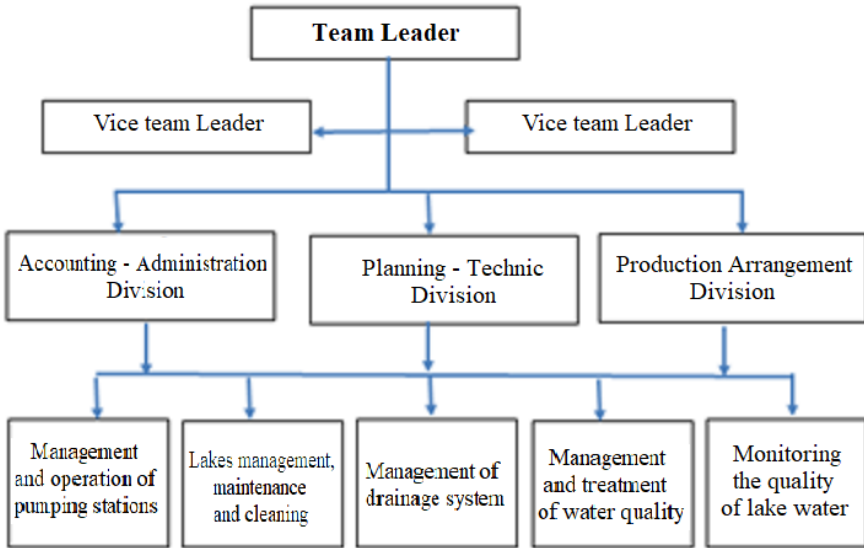 Team Leader
Vice team Leader
Vice team Leader
Accounting - Administration
Division
Planning - Technic
Division
Production Arrangement
Division
Management
and operation of
pumping stations
Lakes management,
maintenance
and cleaning
Management of
drainage system
Management
and treatment
of water quality
Monitoring
the quality
of lake water